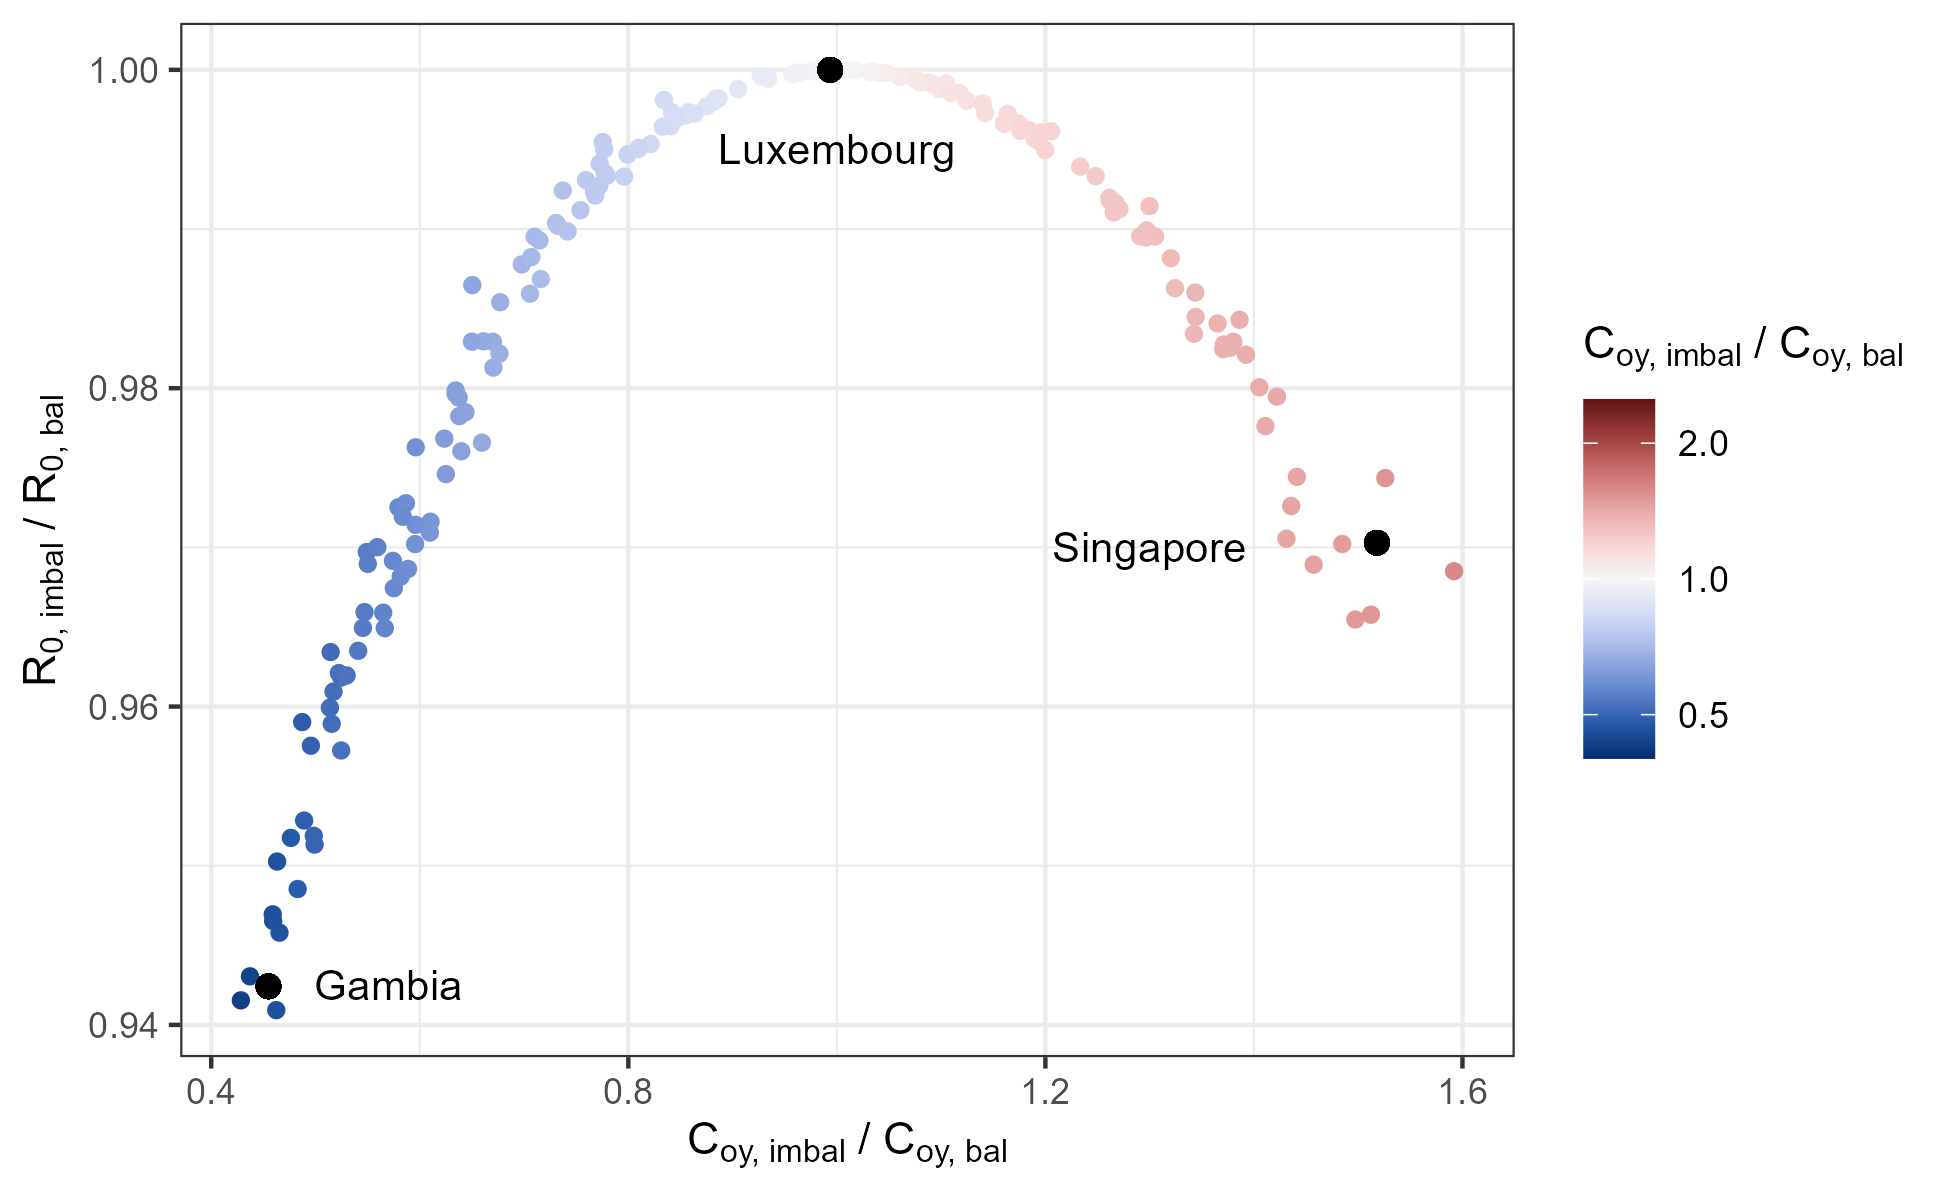 1.00
0.98
0.96
0.94
R0, imbal / R0, bal
Luxembourg
Singapore
Gambia
0.4 0.8 1.2 1.6
Coy, imbal / Coy, bal
Coy, imbal / Coy, bal
2.0
1.0
0.5